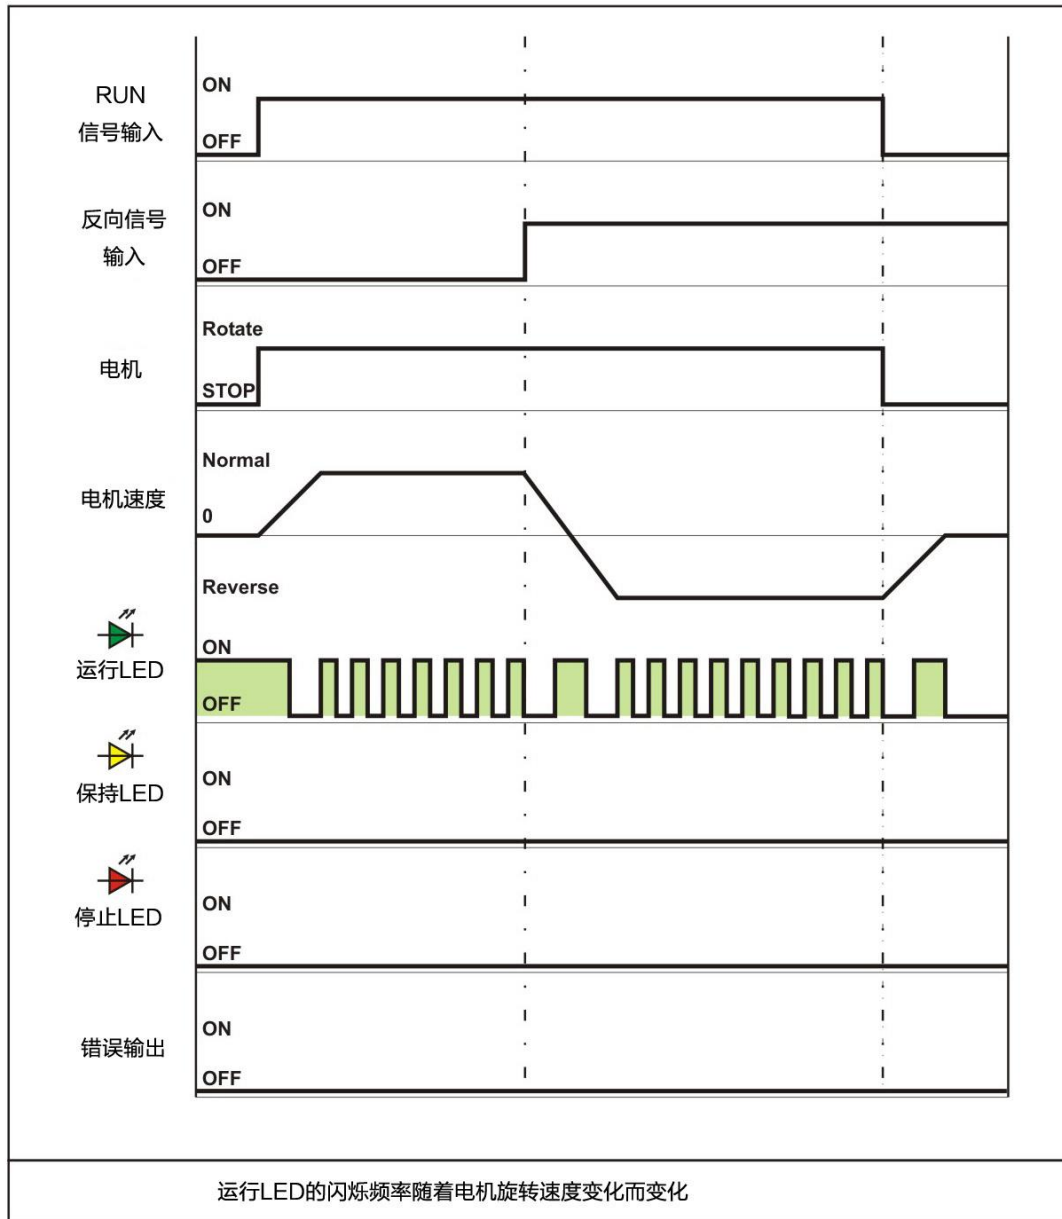 RUN
信号输入
ON
OFF
反向信号
输入
ON
OFF
电机
Rotate
STOP
电机速度
Normal
0
Reverse
运行LED
ON
OFF
保持LED
ON
OFF
停止LED
ON
OFF
错误输出
ON
OFF
运行LED的闪烁频率随着电机旋转速度变化而变化